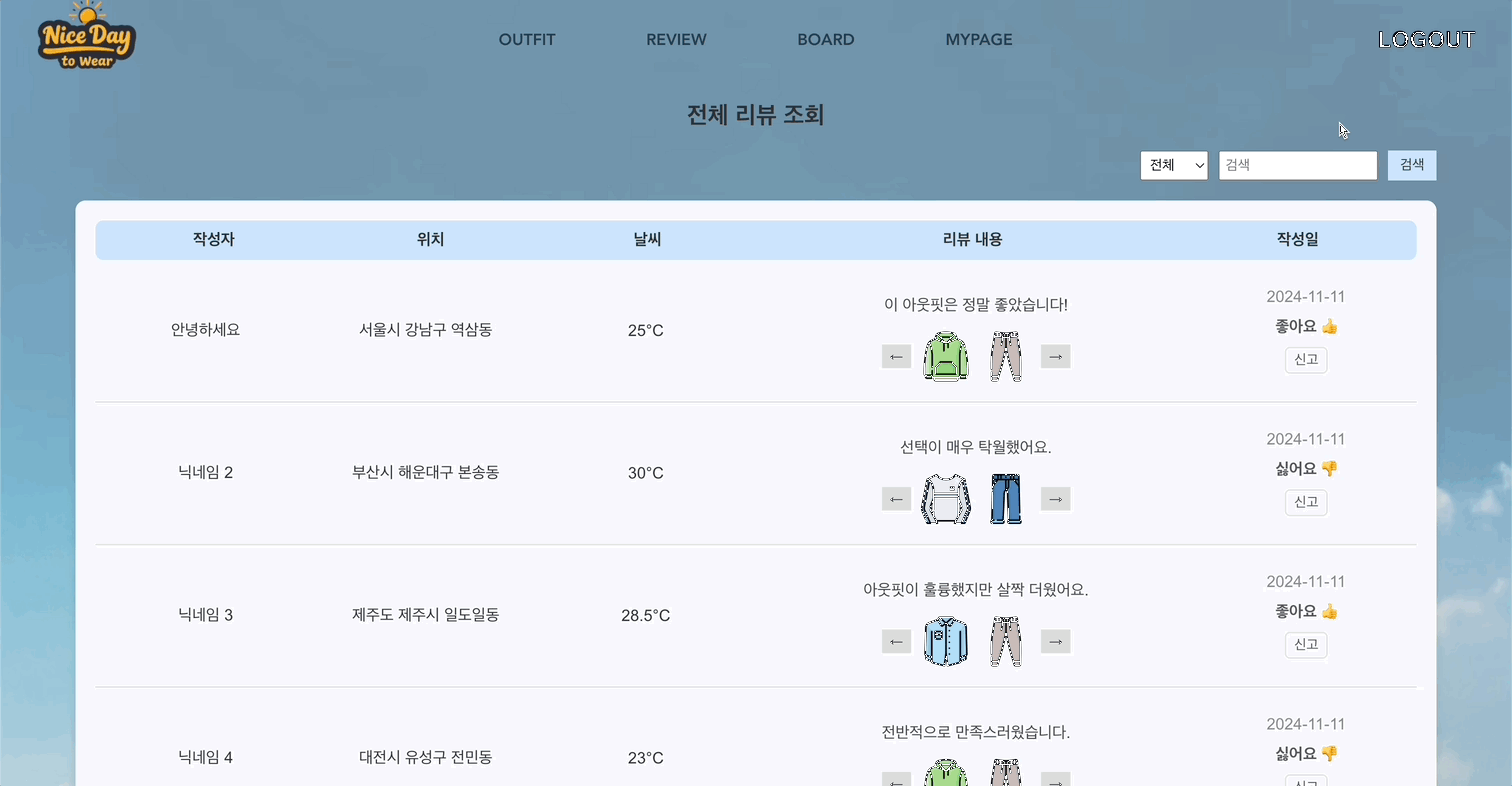 Nice Day
to Wear
OUTFIT REVIEW BOARD MYPAGE
LOGOUT
전체 리뷰 조회
전체 검색 검색
작성자 위치 날씨 리뷰 내용 작성일
안녕하세요 서울시 강남구 역삼동 25°C 이 아웃핏은 정말 좋았습니다! 2024-11-11
← → 좋아요 👍
신고
닉네임 2 부산시 해운대구 본송동 30°C 선택이 매우 탁월했어요. 2024-11-11
← → 싫어요 👎
신고
닉네임 3 제주도 제주시 일도일동 28.5°C 아웃핏이 훌륭했지만 살짝 더웠어요. 2024-11-11
← → 좋아요 👍
신고
닉네임 4 대전시 유성구 전민동 23°C 전반적으로 만족스러웠습니다. 2024-11-11
← → 싫어요 👎